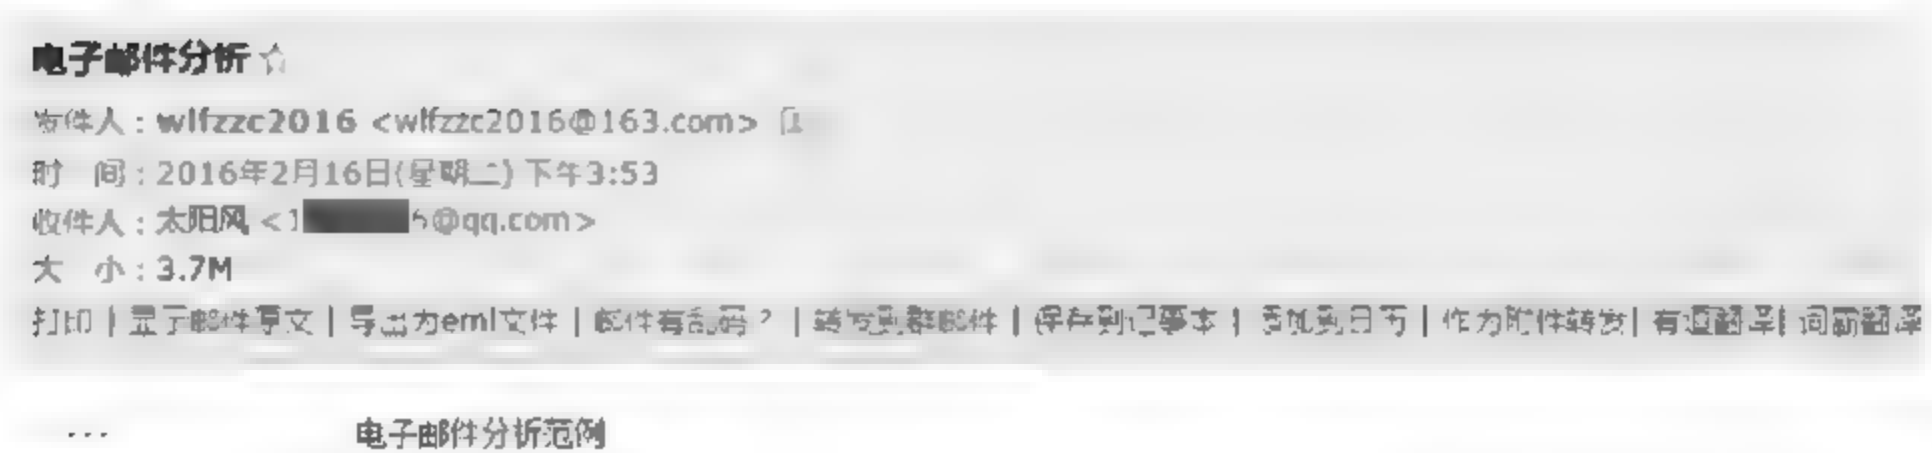 电子邮件分析☆
发件人：wlfzzc2016 <wlfzzc2016@163.com>
时 间：2016年2月16日(星期二) 下午3:53
收件人：太阳风 <1 6@qq.com>
大 小：3.7M
打印 | 显示邮件原文 | 导出为eml文件 | 邮件有乱码? | 转发到群邮件 | 保存到记事本 | 添加到日历 | 作为附件转发 | 有道翻译 | 词霸翻译
... 电子邮件分析范例